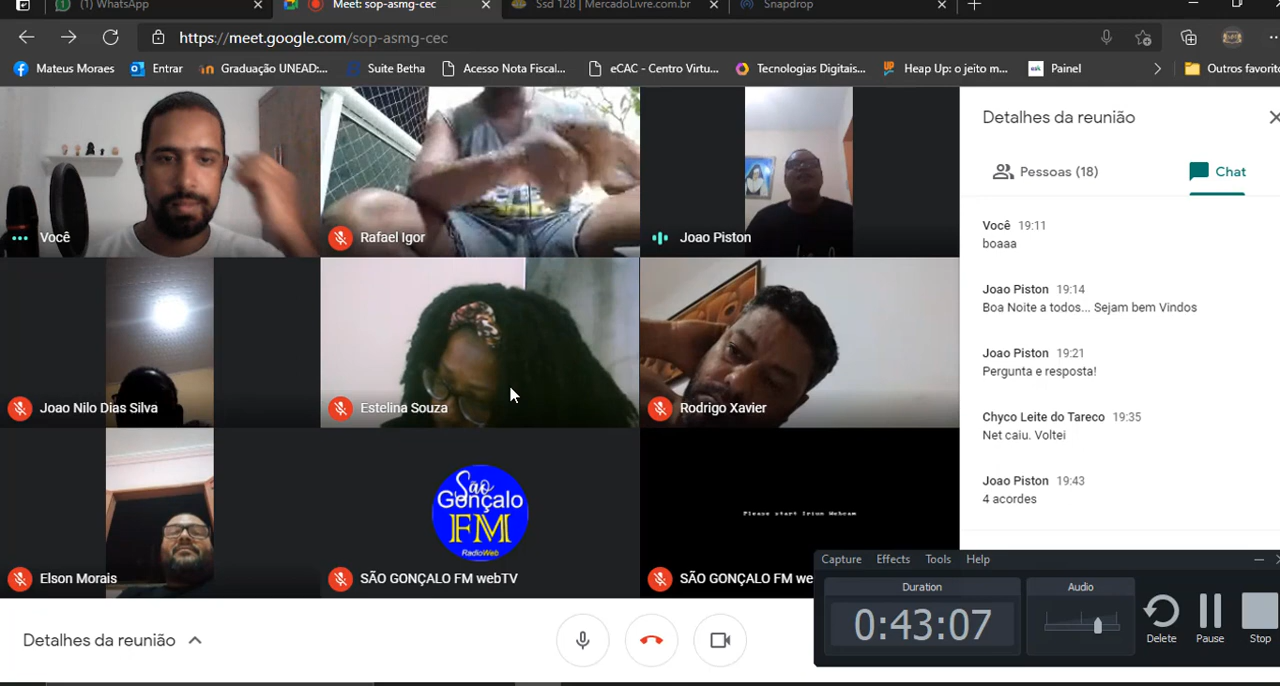 (1) WhatsApp
Meet: sop-asmg-cec
Ssd 128 | MercadoLivre.com.br
Snapdrop
https://meet.google.com/sop-asmg-cec
Mateus Moraes
Entrar
Graduação UNEAD:...
Suite Betha
Acesso Nota Fiscal...
eCAC - Centro Virtu...
Tecnologias Digitais...
Heap Up: o jeito m...
Painel
Outros favorit
Você
Rafael Igor
Joao Piston
Joao Nilo Dias Silva
Estelina Souza
Rodrigo Xavier
Elson Morais
São
Gonçalo
FM
RadioWeb
SÃO GONÇALO FM webTV
Please start Iriun Webcam
SÃO GONÇALO FM we
Detalhes da reunião
Pessoas (18)
Chat
Você 19:11
boaaa
Joao Piston 19:14
Boa Noite a todos... Sejam bem Vindos
Joao Piston 19:21
Pergunta e resposta!
Chyco Leite do Tareco 19:35
Net caiu. Voltei
Joao Piston 19:43
4 acordes
Capture Effects Tools Help
Duration
0:43:07
Audio
Delete
Pause
Stop
Detalhes da reunião